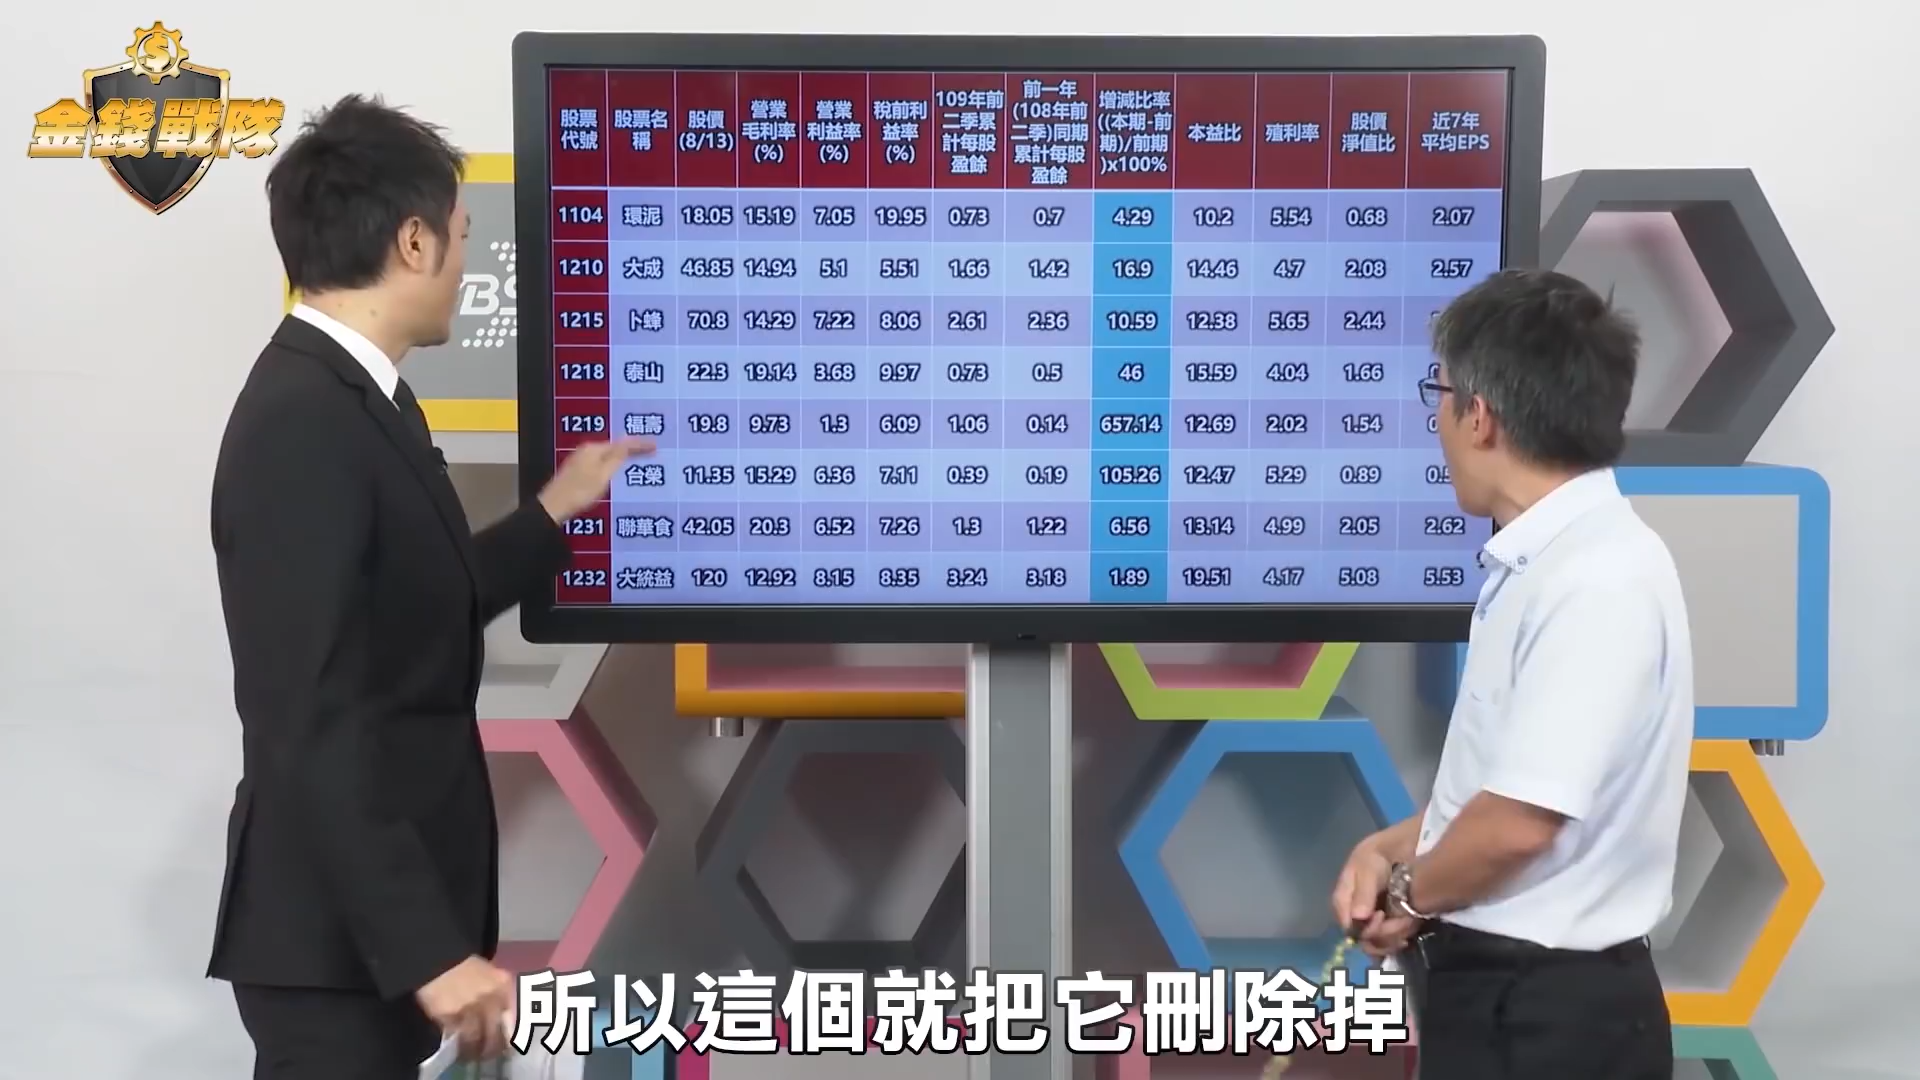 金錢戰隊
股票代號 股票名稱 股價(8/13) 營業毛利率(%) 營業利益率(%) 稅前利益率(%) 109年前二季累計每股盈餘 前一年(108年前二季)同期累計每股盈餘 增減比率((本期-前期)/前期)x100% 本益比 殖利率 股價淨值比 近7年平均EPS
1104 環泥 18.05 15.19 7.05 19.95 0.73 0.7 4.29 10.2 5.54 0.68 2.07
1210 大成 46.85 14.94 5.1 5.51 1.66 1.42 16.9 14.46 4.7 2.08 2.57
1215 卜蜂 70.8 14.29 7.22 8.06 2.61 2.36 10.59 12.38 5.65 2.44
1218 泰山 22.3 19.14 3.68 9.97 0.73 0.5 46 15.59 4.04 1.66
1219 福壽 19.8 9.73 1.3 6.09 1.06 0.14 657.14 12.69 2.02 1.54
台榮 11.35 15.29 6.36 7.11 0.39 0.19 105.26 12.47 5.29 0.89
1231 聯華食 42.05 20.3 6.52 7.26 1.3 1.22 6.56 13.14 4.99 2.05 2.62
1232 大統益 120 12.92 8.15 8.35 3.24 3.18 1.89 19.51 4.17 5.08 5.53
所以這個就把它刪除掉